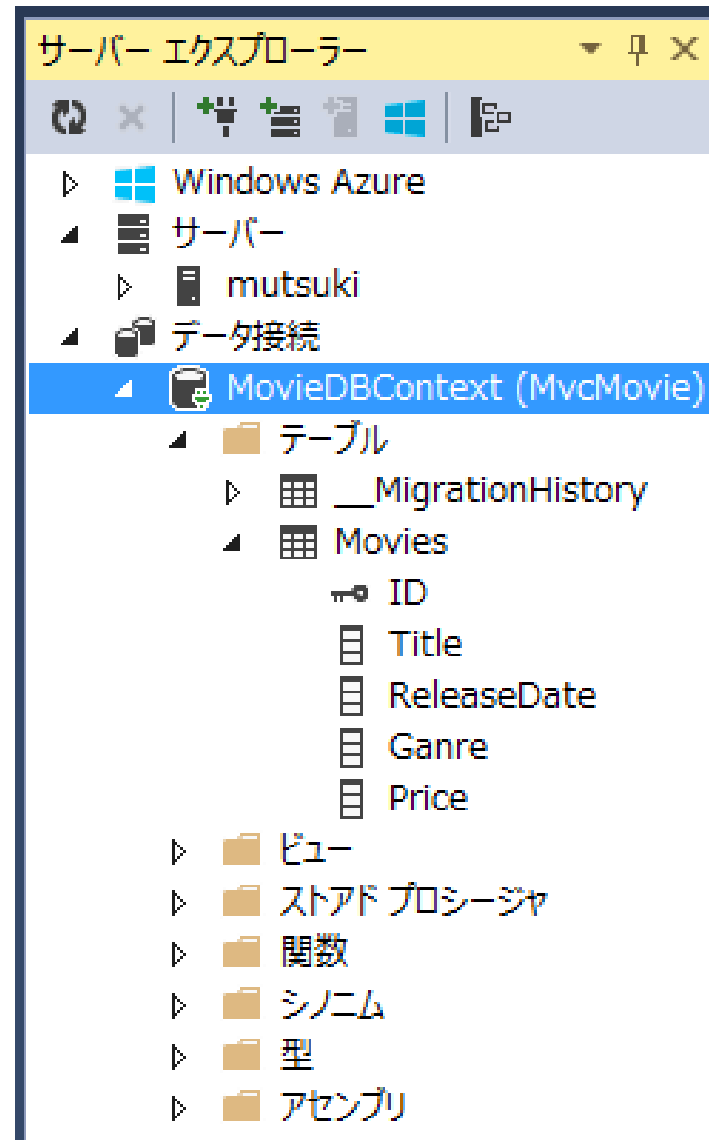 サーバー エクスプローラー
Windows Azure
サーバー
mutsuki
データ接続
MovieDBContext (MvcMovie)
テーブル
__MigrationHistory
Movies
ID
Title
ReleaseDate
Ganre
Price
ビュー
ストアド プロシージャ
関数
シノニム
型
アセンブリ